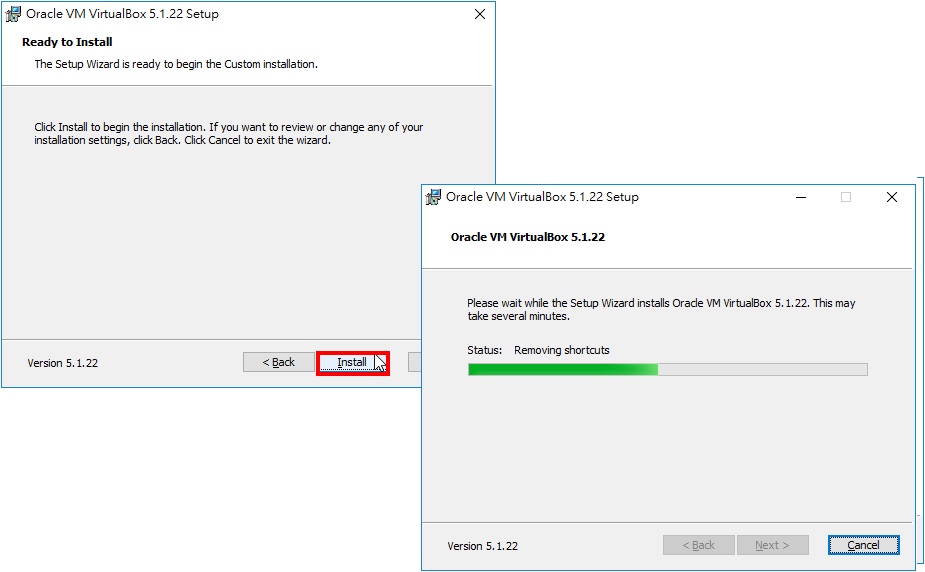 Oracle VM VirtualBox 5.1.22 Setup
Ready to Install
The Setup Wizard is ready to begin the Custom installation.
Click Install to begin the installation. If you want to review or change any of your
installation settings, click Back. Click Cancel to exit the wizard.
Version 5.1.22
< Back
Install
Oracle VM VirtualBox 5.1.22 Setup
Oracle VM VirtualBox 5.1.22
Please wait while the Setup Wizard installs Oracle VM VirtualBox 5.1.22. This may
take several minutes.
Status: Removing shortcuts
Version 5.1.22
< Back
Next >
Cancel